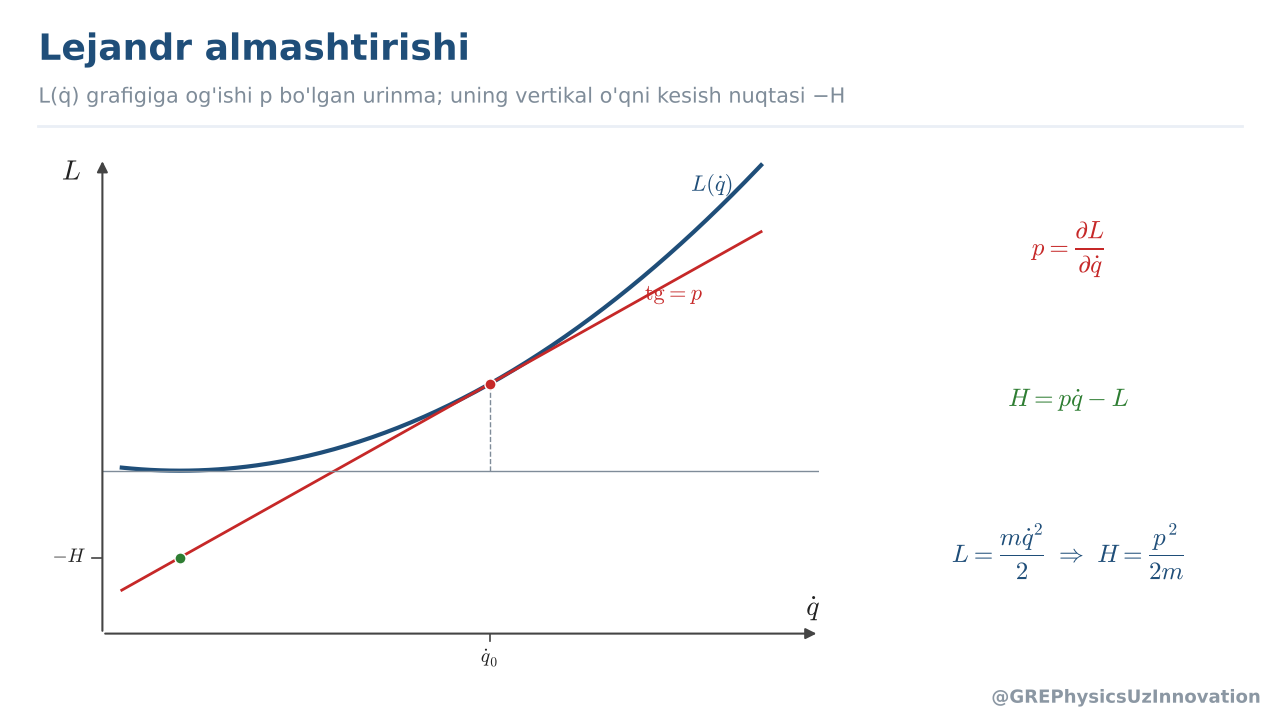 Lejandr almashtirishi
L(q̇) grafigiga og'ishi p bo'lgan urinma; uning vertikal o'qni kesish nuqtasi −H
L
L(q̇)
tg = p
−H
q̇
q̇₀
p = ∂L/∂q̇
H = pq̇ − L
L = mq̇²/2 ⇒ H = p²/2m
@GREPhysicsUzInnovation